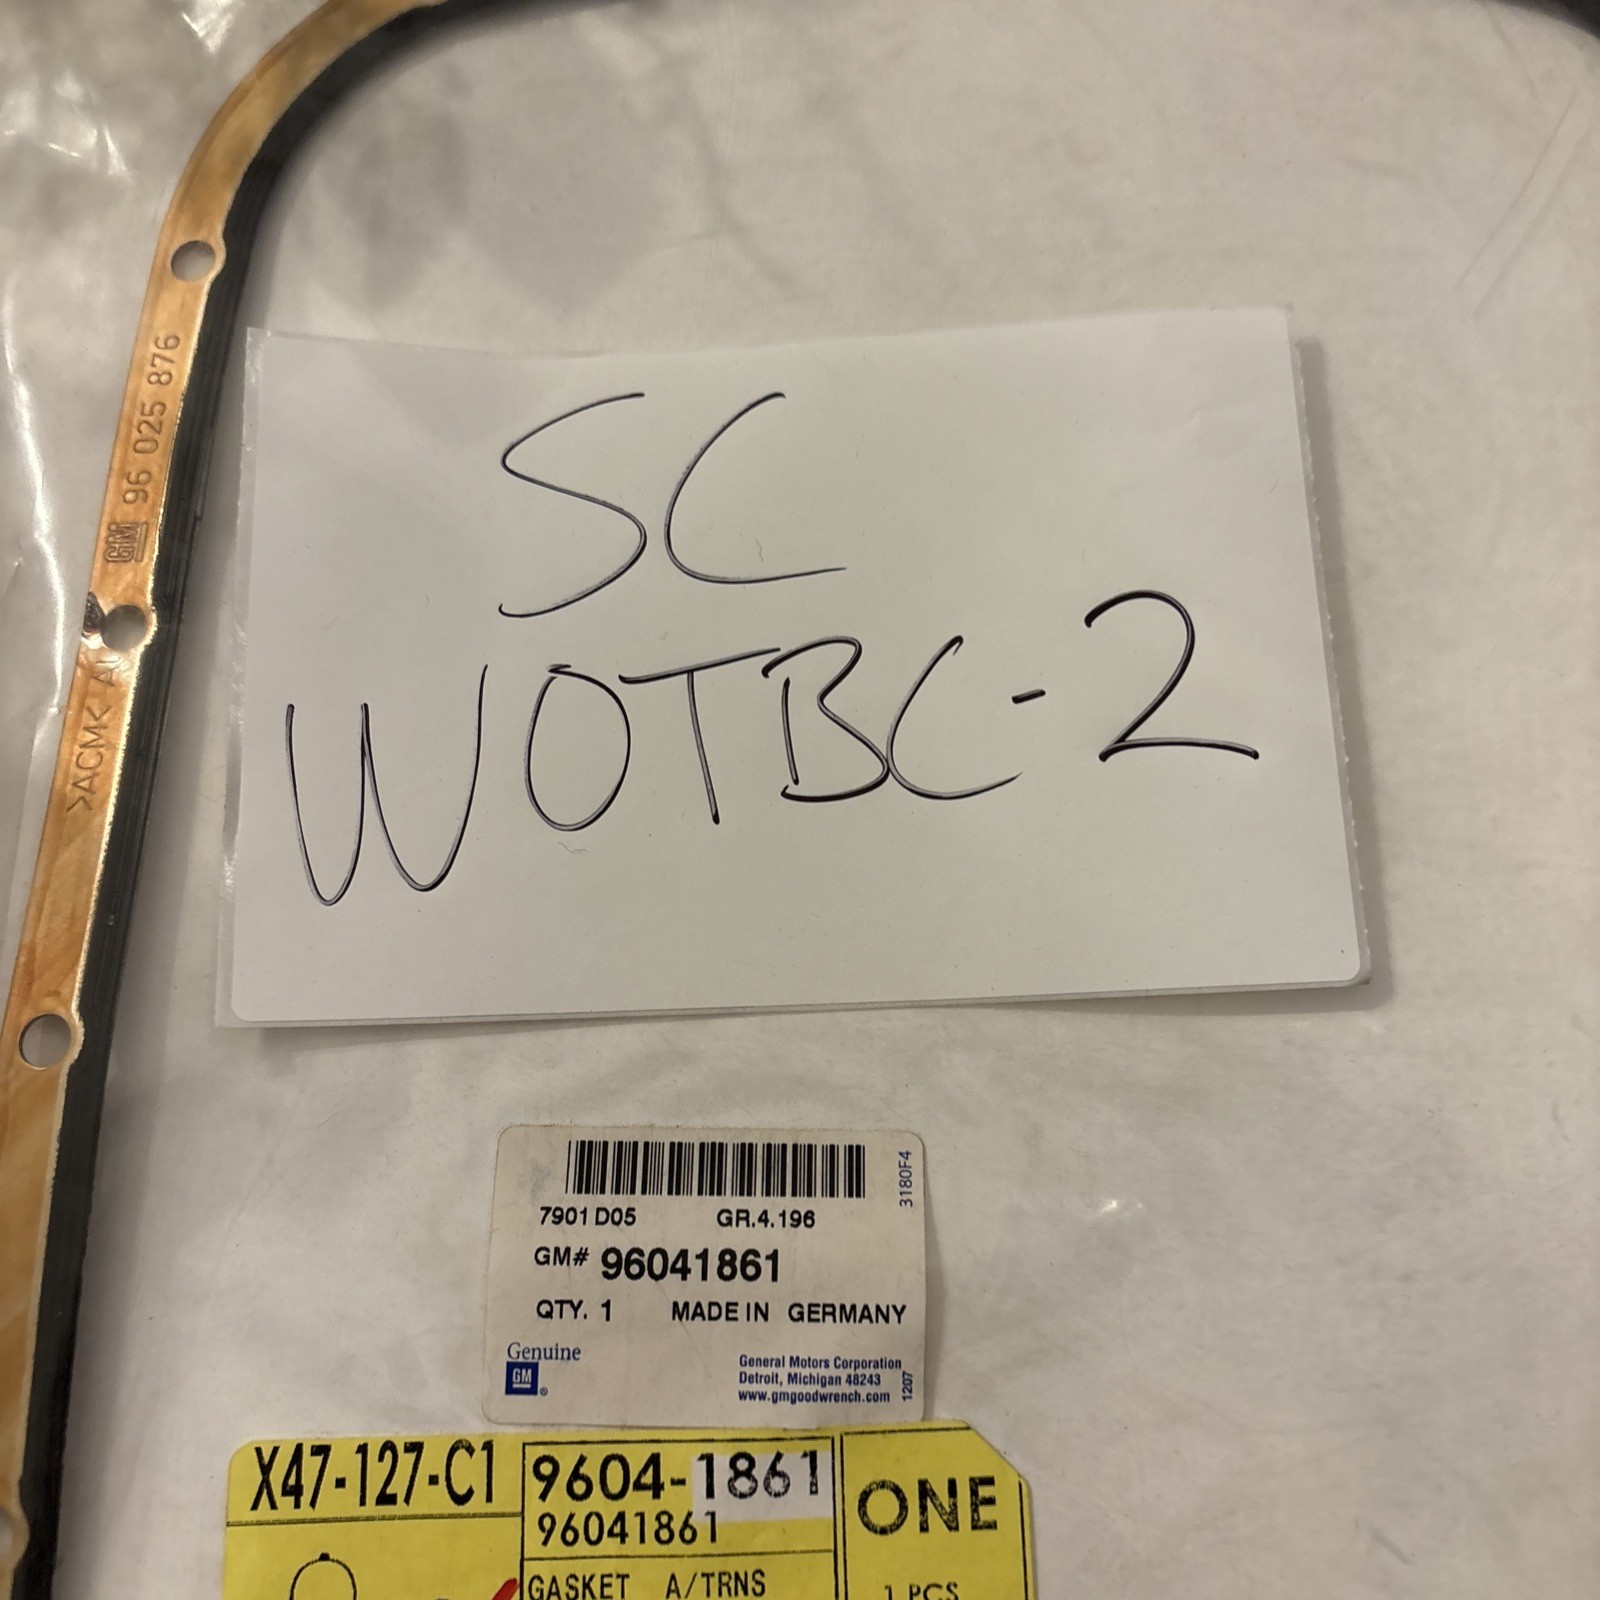 GM 96 025 876
>ACM<
SC
WOTBC-2
3180F4
7901 D05 GR.4.196
GM# 96041861
QTY. 1 MADE IN GERMANY
Genuine
GM ®
General Motors Corporation
Detroit, Michigan 48243
www.gmgoodwrench.com
1207
X47-127-C1
9604-1861
96041861
GASKET A/TRNS
ONE
1 PCS